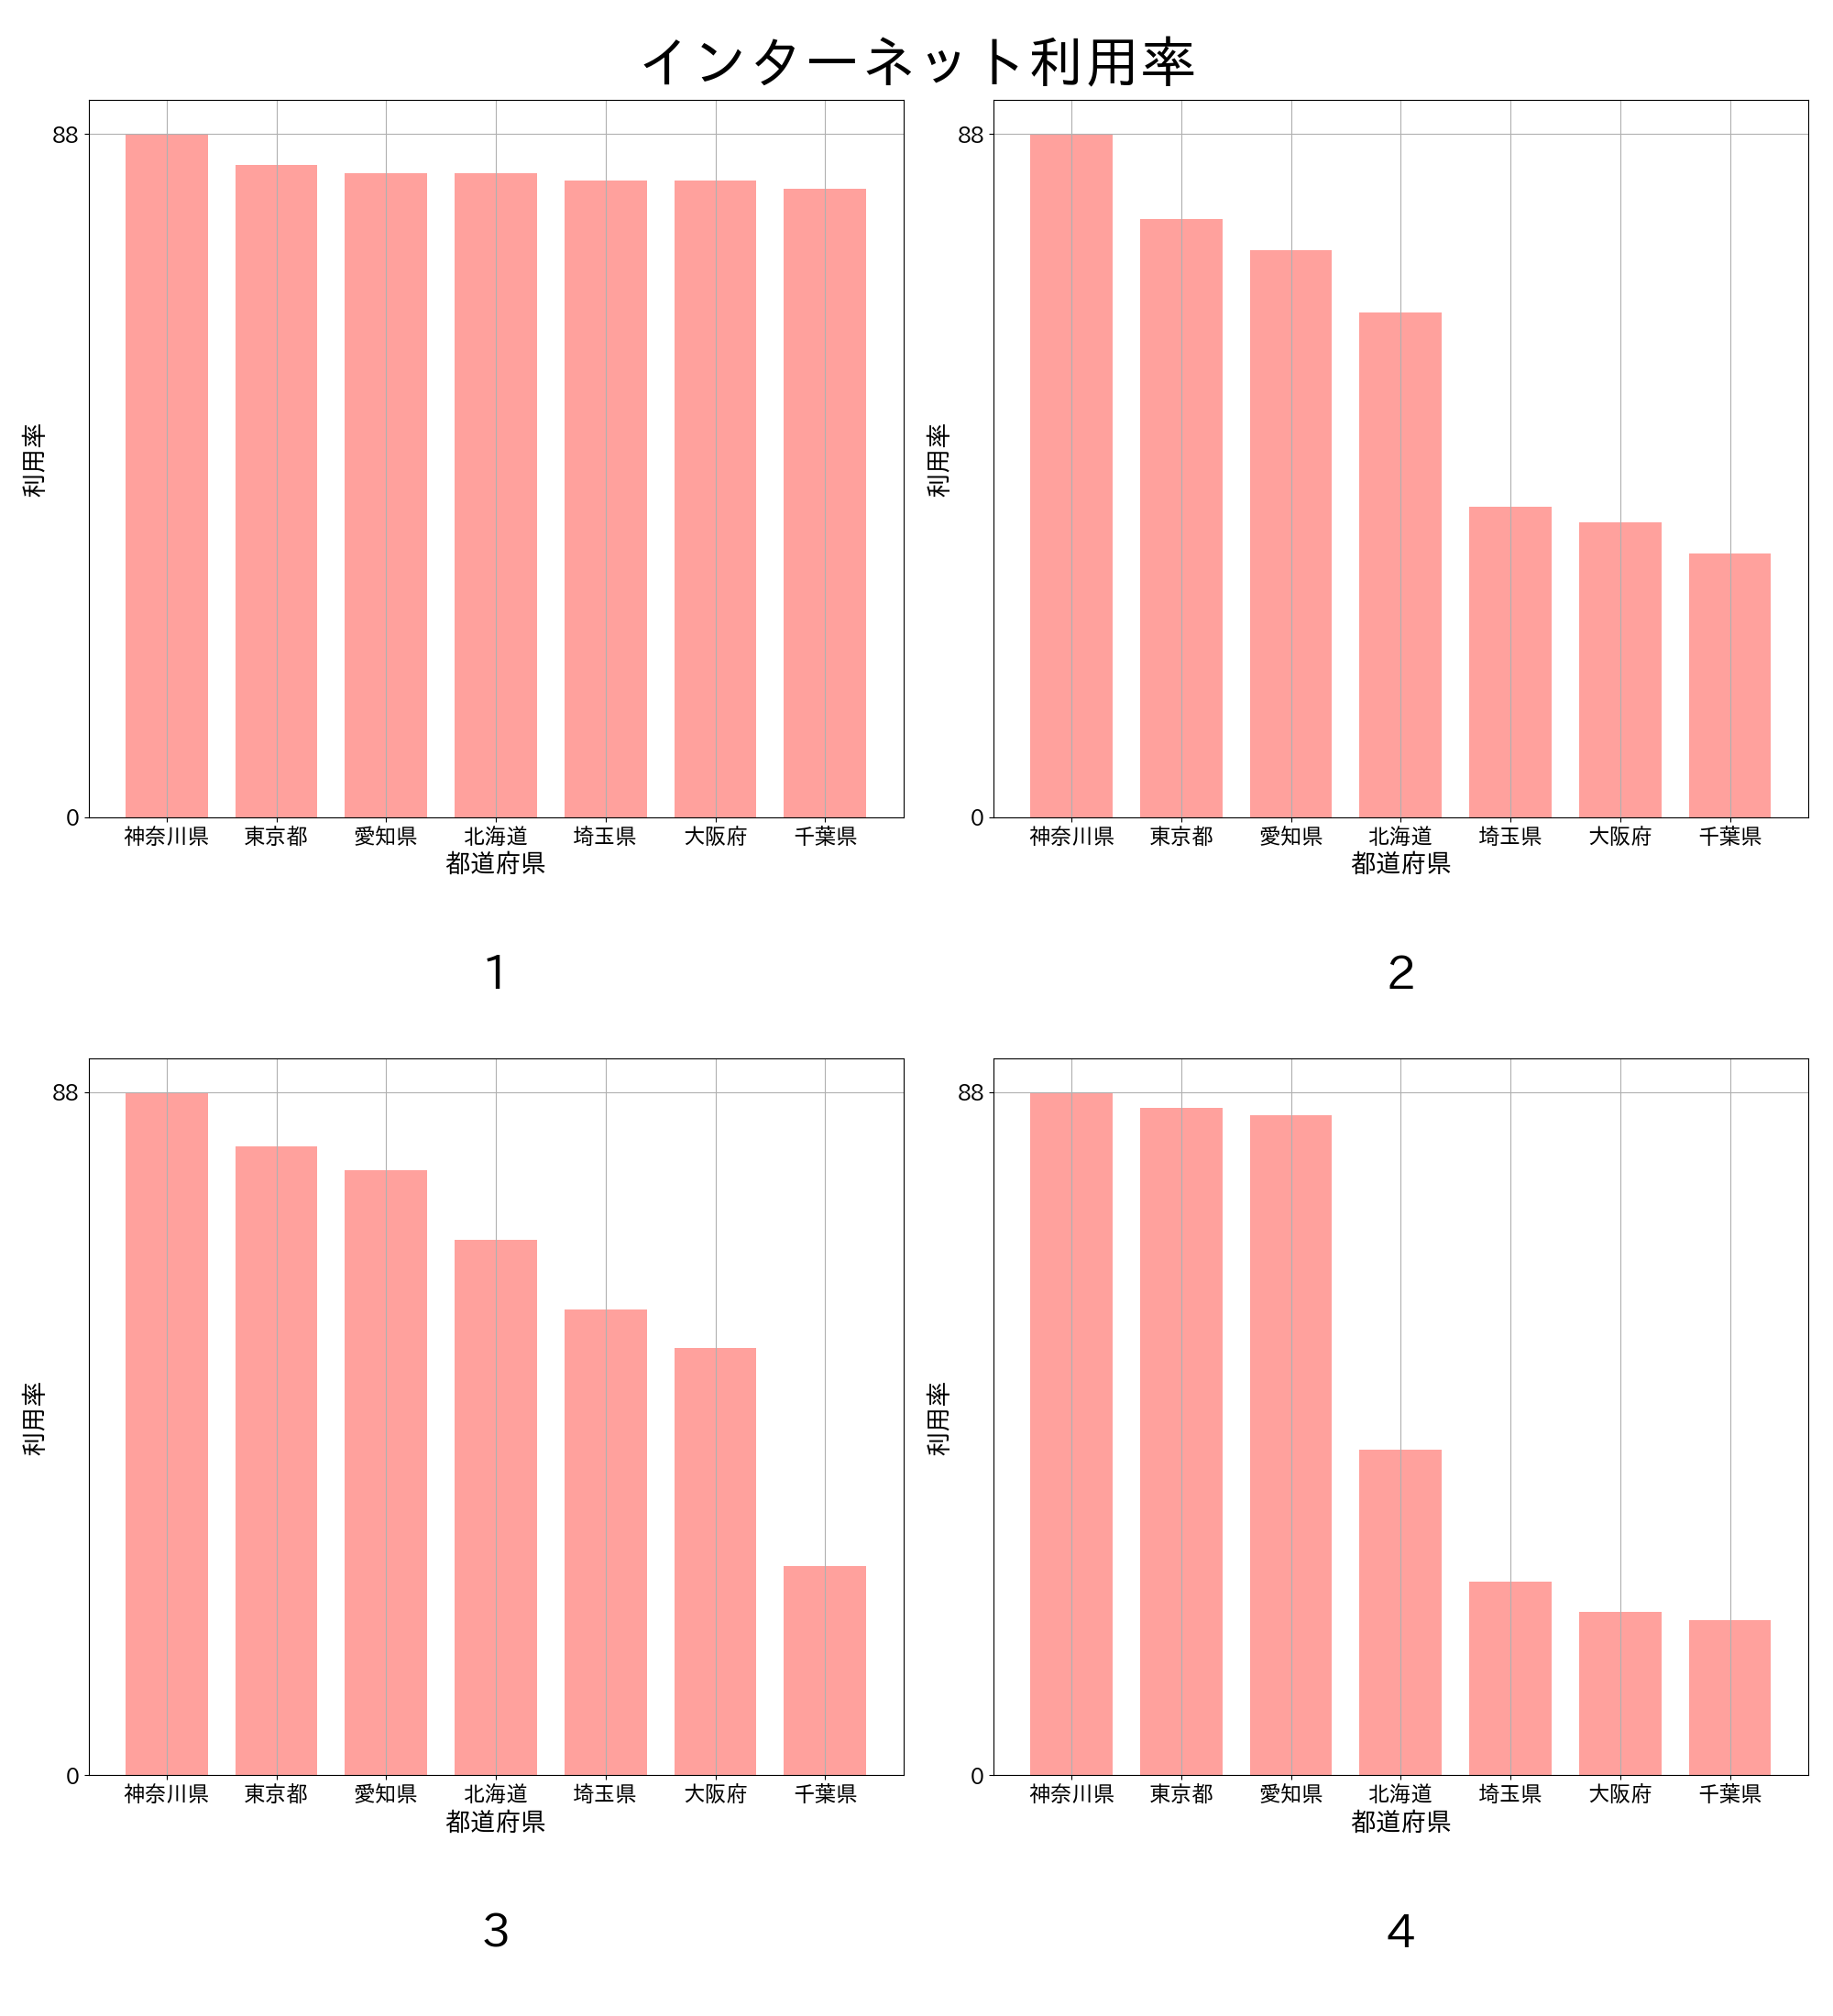 インターネット利用率
88
0
利用率
神奈川県 東京都 愛知県 北海道 埼玉県 大阪府 千葉県
都道府県
1
88
0
利用率
神奈川県 東京都 愛知県 北海道 埼玉県 大阪府 千葉県
都道府県
2
88
0
利用率
神奈川県 東京都 愛知県 北海道 埼玉県 大阪府 千葉県
都道府県
3
88
0
利用率
神奈川県 東京都 愛知県 北海道 埼玉県 大阪府 千葉県
都道府県
4